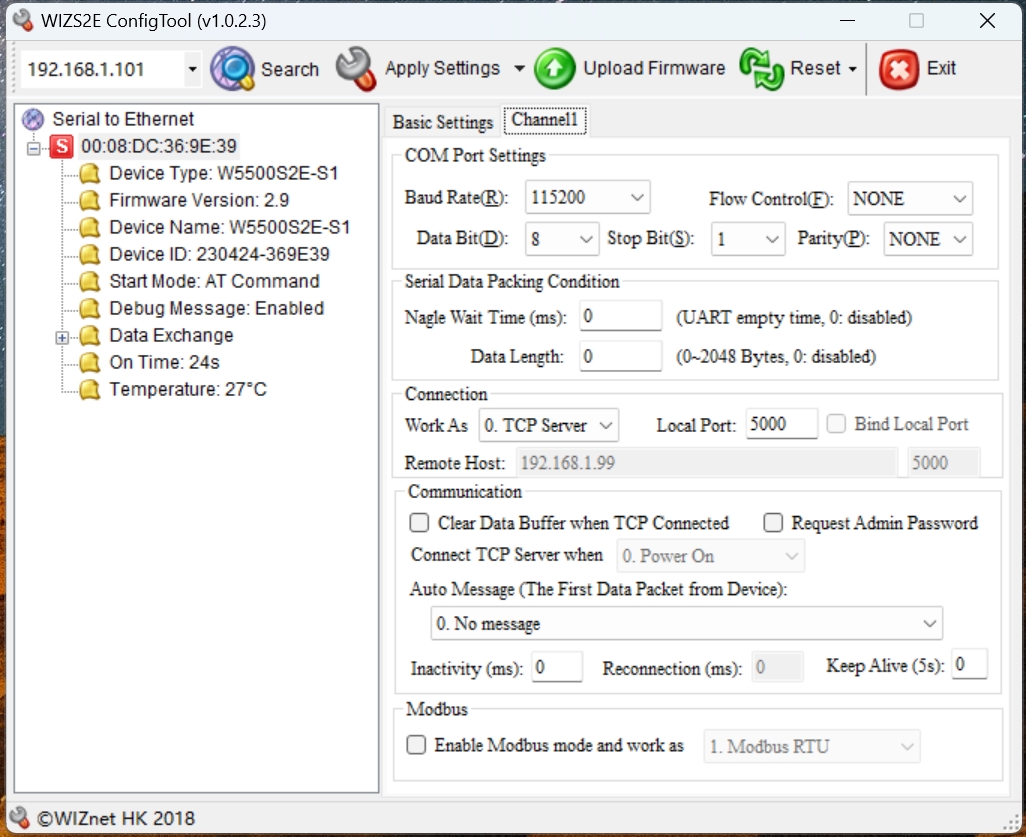 WIZS2E ConfigTool (v1.0.2.3)
192.168.1.101 Search Apply Settings Upload Firmware Reset Exit
Serial to Ethernet
S 00:08:DC:36:9E:39
Device Type: W5500S2E-S1
Firmware Version: 2.9
Device Name: W5500S2E-S1
Device ID: 230424-369E39
Start Mode: AT Command
Debug Message: Enabled
Data Exchange
On Time: 24s
Temperature: 27°C
Basic Settings Channel1
COM Port Settings
Baud Rate(R): 115200 Flow Control(F): NONE
Data Bit(D): 8 Stop Bit(S): 1 Parity(P): NONE
Serial Data Packing Condition
Nagle Wait Time (ms): 0 (UART empty time, 0: disabled)
Data Length: 0 (0~2048 Bytes, 0: disabled)
Connection
Work As 0. TCP Server Local Port: 5000 Bind Local Port
Remote Host: 192.168.1.99 5000
Communication
Clear Data Buffer when TCP Connected Request Admin Password
Connect TCP Server when 0. Power On
Auto Message (The First Data Packet from Device):
0. No message
Inactivity (ms): 0 Reconnection (ms): 0 Keep Alive (5s): 0
Modbus
Enable Modbus mode and work as 1. Modbus RTU
©WIZnet HK 2018